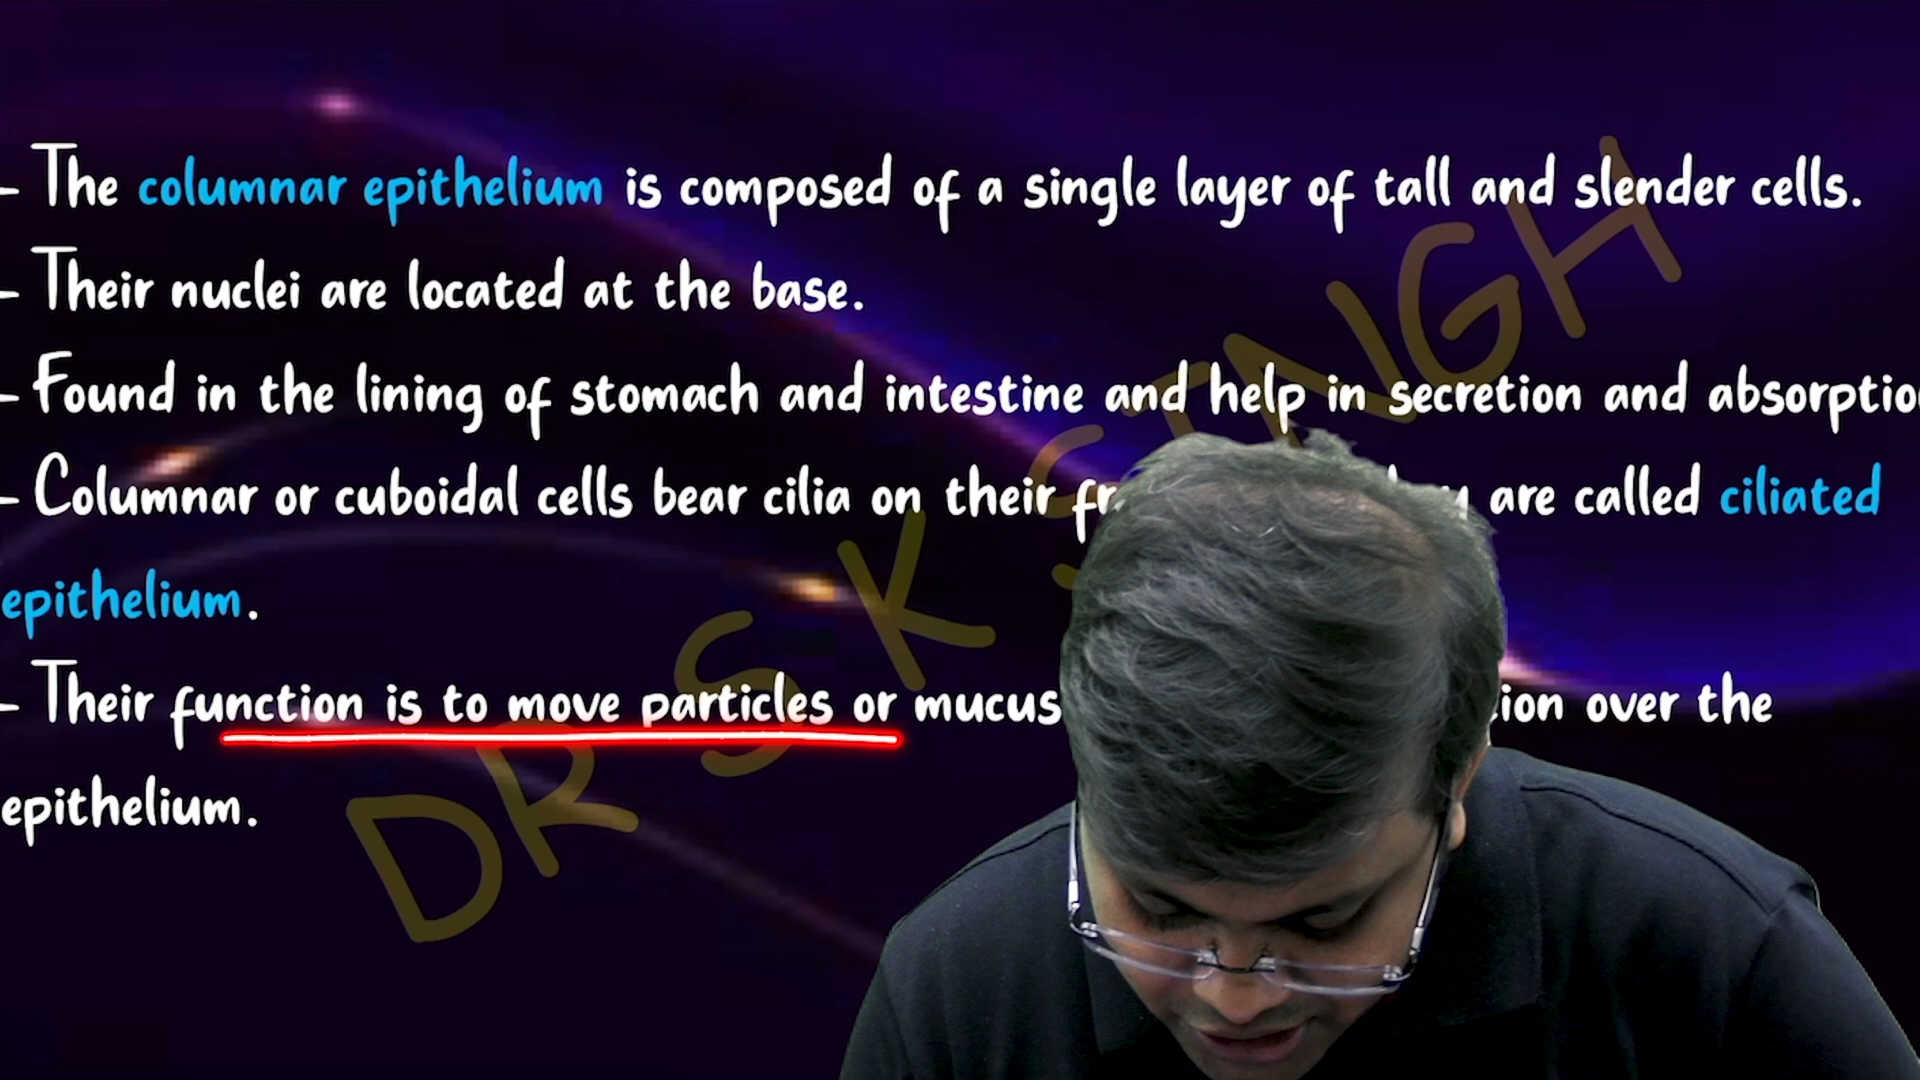 - The columnar epithelium is composed of a single layer of tall and slender cells.
- Their nuclei are located at the base.
- Found in the lining of stomach and intestine and help in secretion and absorptio
- Columnar or cuboidal cells bear cilia on their fr are called ciliated
epithelium.
- Their function is to move particles or mucus tion over the
epithelium.
DR S K SINGH